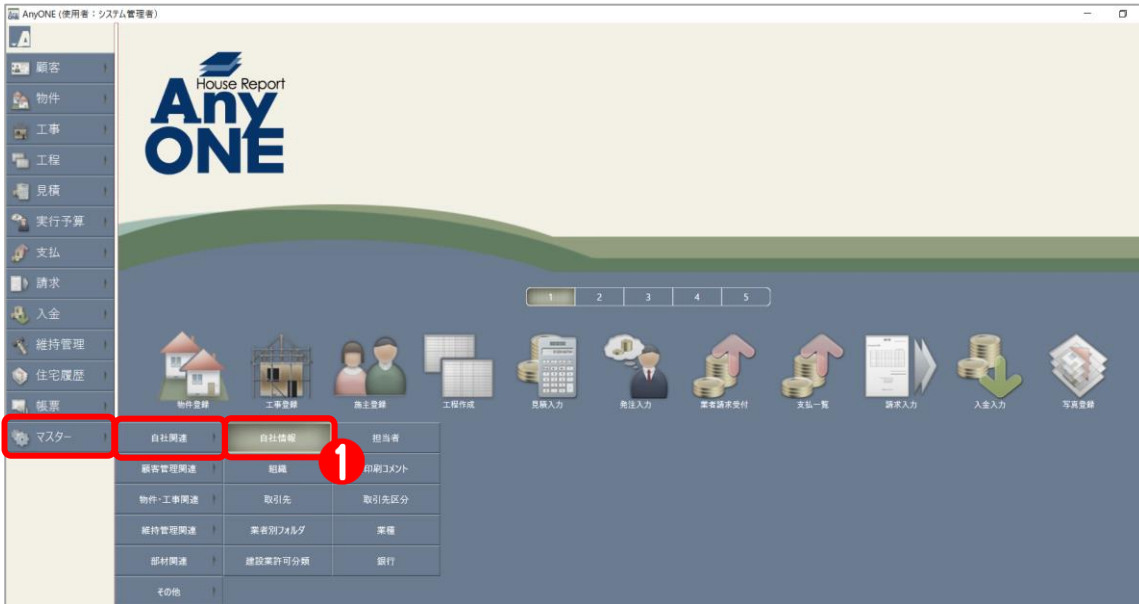 AnyONE (使用者：システム管理者)
顧客
物件
工事
工程
見積
実行予算
支払
請求
入金
維持管理
住宅履歴
帳票
マスター
House Report
Any
ONE
1 2 3 4 5
物件登録 工事登録 施主登録 工程作成 見積入力 発注入力 業者請求受付 支払一覧 請求入力 入金入力 写真登録
自社関連 自社情報 担当者
1
顧客管理関連 組織 印刷コメント
物件・工事関連 取引先 取引先区分
維持管理関連 業者別フォルダ 業種
部材関連 建設業許可分類 銀行
その他